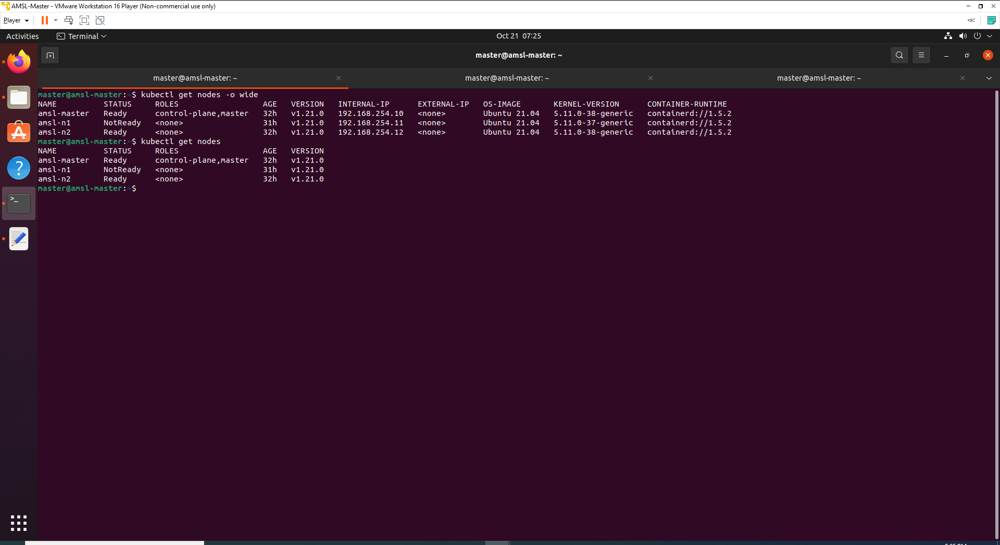 AMSL-Master - VMware Workstation 16 Player (Non-commercial use only)
Player
Activities
Terminal
Oct 21 07:25
master@amsl-master: ~
master@amsl-master: ~
master@amsl-master: ~
master@amsl-master: ~
master@amsl-master:~$ kubectl get nodes -o wide
NAME STATUS ROLES AGE VERSION INTERNAL-IP EXTERNAL-IP OS-IMAGE KERNEL-VERSION CONTAINER-RUNTIME
amsl-master Ready control-plane,master 32h v1.21.0 192.168.254.10 <none> Ubuntu 21.04 5.11.0-38-generic containerd://1.5.2
amsl-n1 NotReady <none> 31h v1.21.0 192.168.254.11 <none> Ubuntu 21.04 5.11.0-37-generic containerd://1.5.2
amsl-n2 Ready <none> 32h v1.21.0 192.168.254.12 <none> Ubuntu 21.04 5.11.0-38-generic containerd://1.5.2
master@amsl-master:~$ kubectl get nodes
NAME STATUS ROLES AGE VERSION
amsl-master Ready control-plane,master 32h v1.21.0
amsl-n1 NotReady <none> 31h v1.21.0
amsl-n2 Ready <none> 32h v1.21.0
master@amsl-master:~$